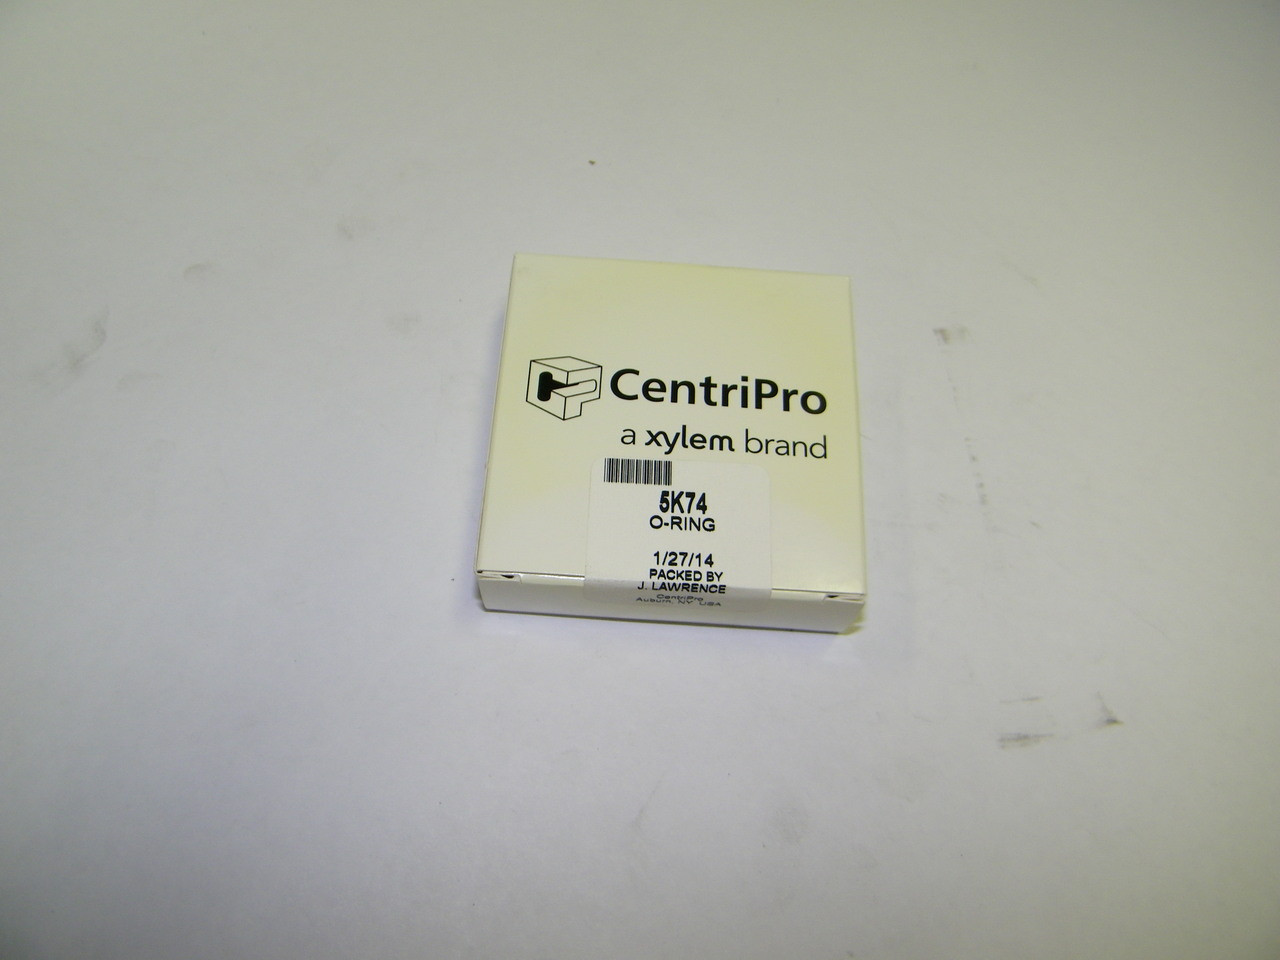 CentriPro
a xylem brand
5K74
O-RING
1/27/14
PACKED BY
J. LAWRENCE
CentriPro
Auburn, NY USA